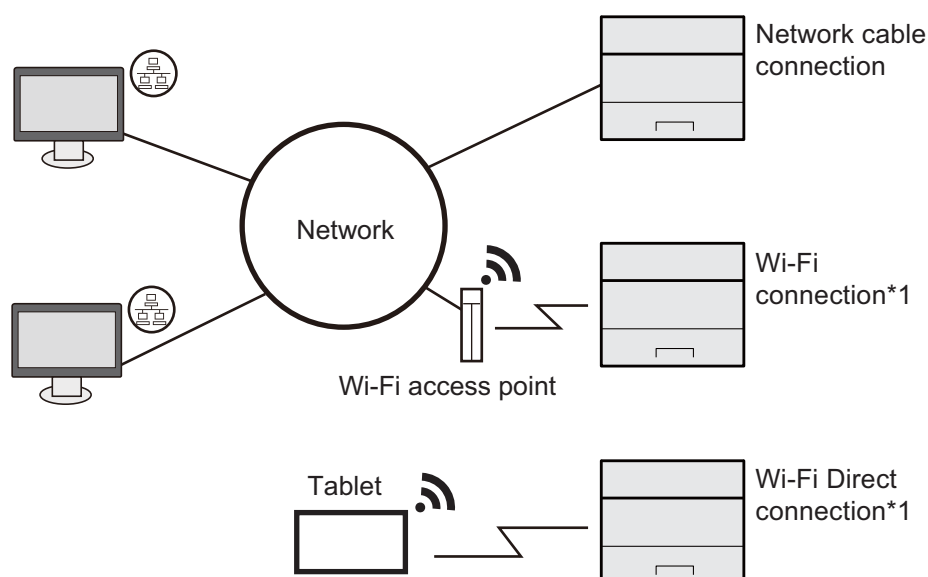 Network cable
connection
Network
Wi-Fi
connection*1
Wi-Fi access point
Tablet
Wi-Fi Direct
connection*1